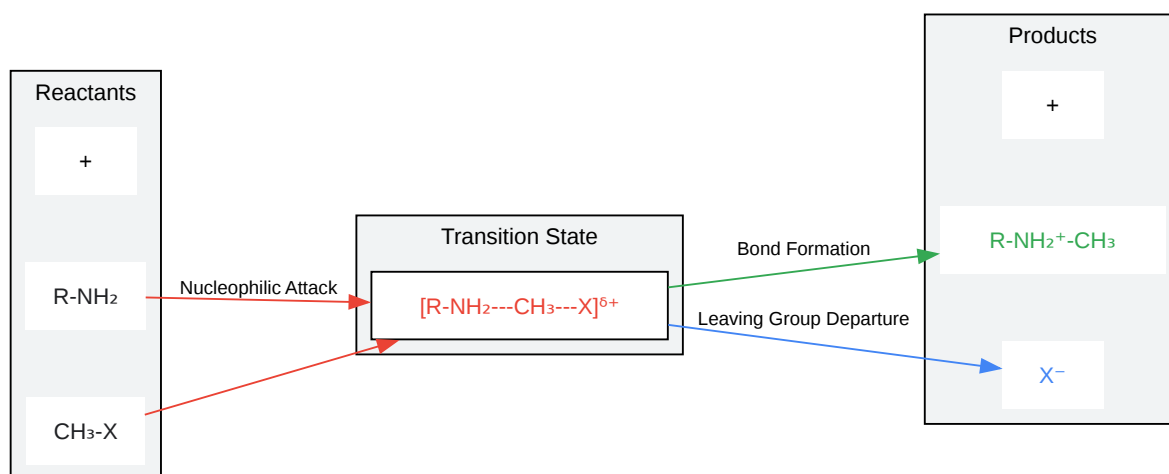 Reactants
+
R-NH₂
CH₃-X
Nucleophilic Attack
Transition State
[R-NH₂---CH₃---X]ᵟ⁺
Bond Formation
Leaving Group Departure
Products
+
R-NH₂⁺-CH₃
X⁻